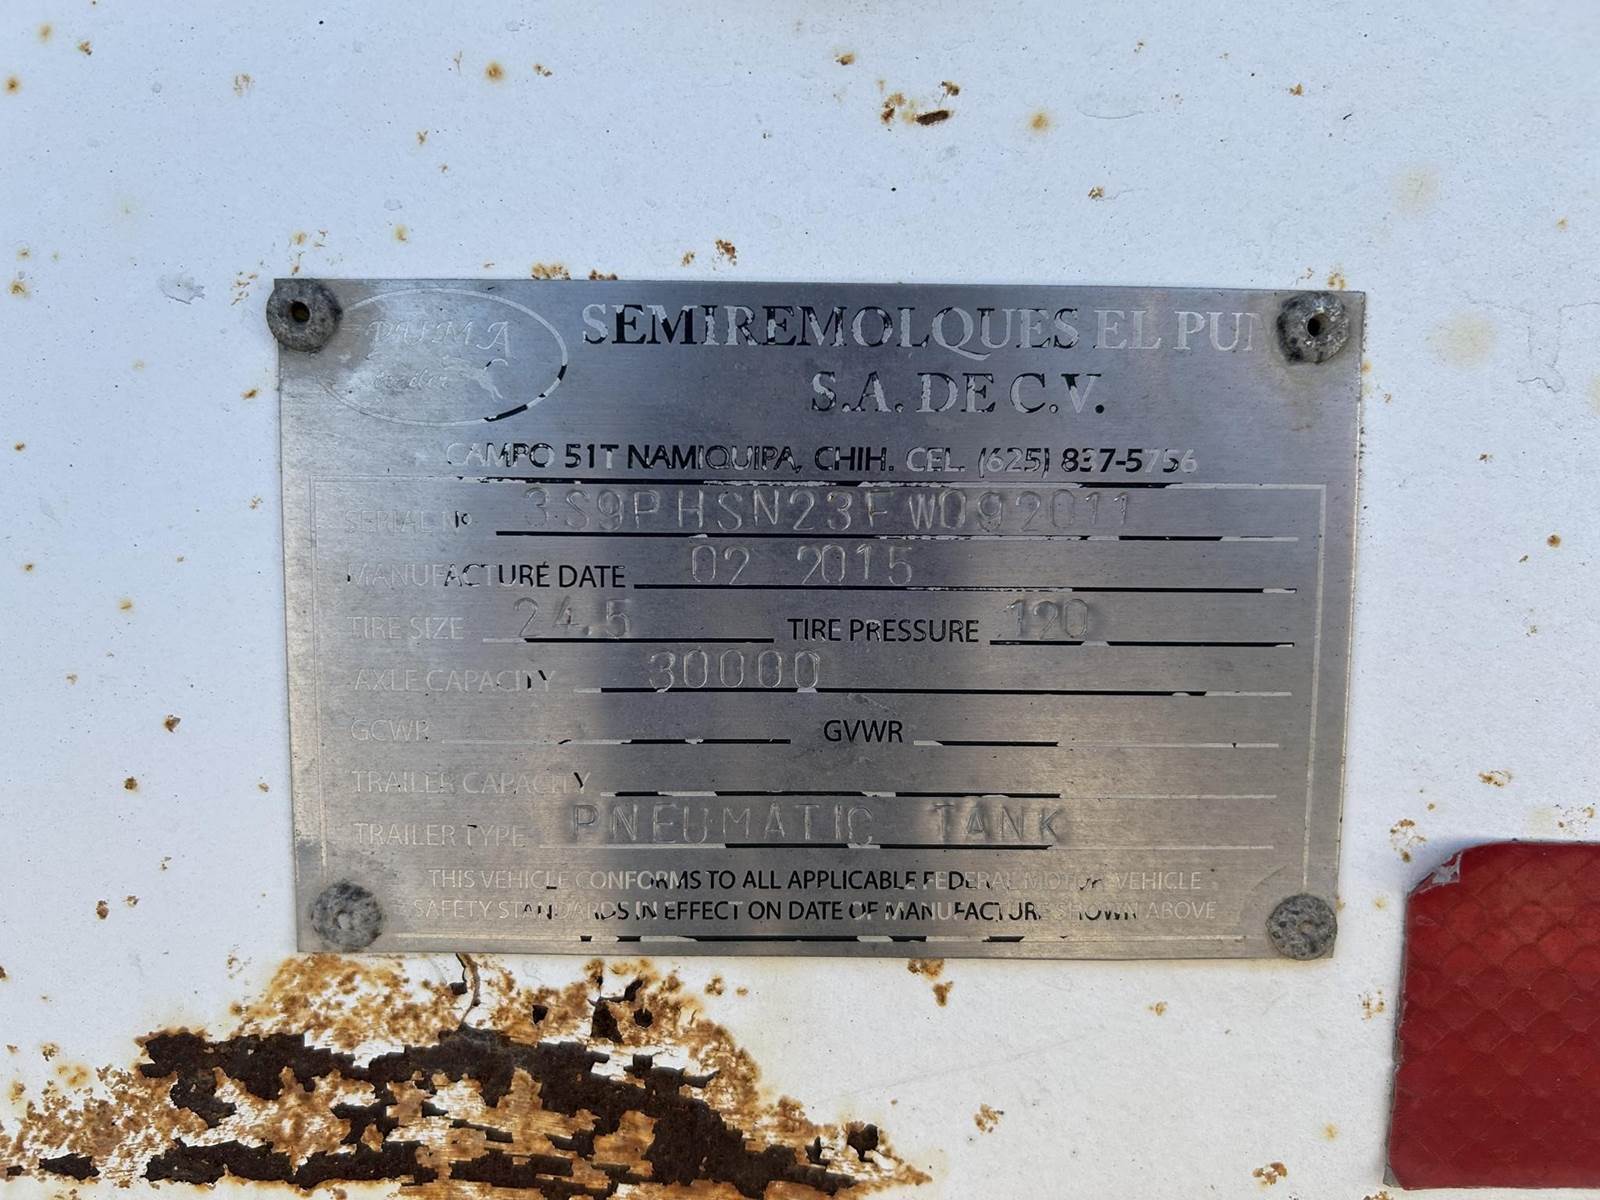 PUMA
SEMIREMOLQUES EL PU
S.A. DE C.V.
CAMPO 51T NAMIQUIPA, CHIH. CEL. (625) 837-5756
SERIAL No. 3S9PHSN23FW092011
MANUFACTURE DATE 02 2015
TIRE SIZE 24.5 TIRE PRESSURE 120
AXLE CAPACITY 30000
GCWR GVWR
TRAILER CAPACITY
TRAILER TYPE PNEUMATIC TANK
THIS VEHICLE CONFORMS TO ALL APPLICABLE FEDERAL MOTOR VEHICLE
SAFETY STANDARDS IN EFFECT ON DATE OF MANUFACTURE SHOWN ABOVE